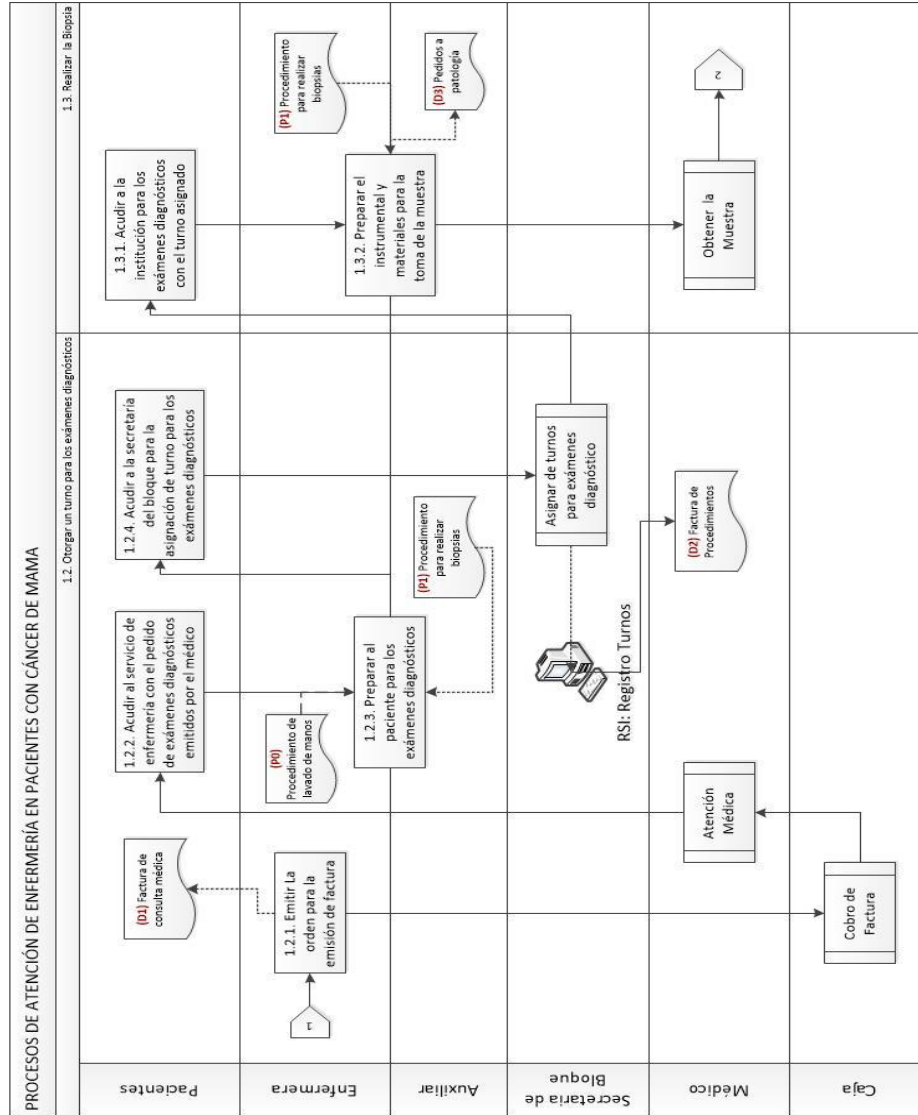 PROCESOS DE ATENCIÓN DE ENFERMERÍA EN PACIENTES CON CÁNCER DE MAMA
1.2. Otorgar un turno para los exámenes diagnósticos
1.3. Realizar la Biopsia
Pacientes
(D1) Factura de
consulta médica
1.2.2. Acudir al servicio de
enfermería con el pedido
de exámenes diagnósticos
emitidos por el médico
1.2.4. Acudir a la secretaría
del bloque para la
asignación de turno para los
exámenes diagnósticos
1.3.1. Acudir a la
institución para los
exámenes diagnósticos
con el turno asignado
Enfermera
1
1.2.1. Emitir La
orden para la
emisión de factura
(P0)
Procedimiento de
lavado de manos
(P1) Procedimiento
para realizar
biopsias
Auxiliar
1.2.3. Preparar al
paciente para los
exámenes diagnósticos
(P1) Procedimiento
para realizar
biopsias
1.3.2. Preparar el
instrumental y
materiales para la
toma de la muestra
(D3) Pedidos a
patología
Secretaria de
Bloque
RSI: Registro Turnos
Asignar de turnos
para exámenes
diagnóstico
Médico
Atención
Médica
(D2) Factura de
Procedimientos
Obtener la
Muestra
2
Caja
Cobro de
Factura